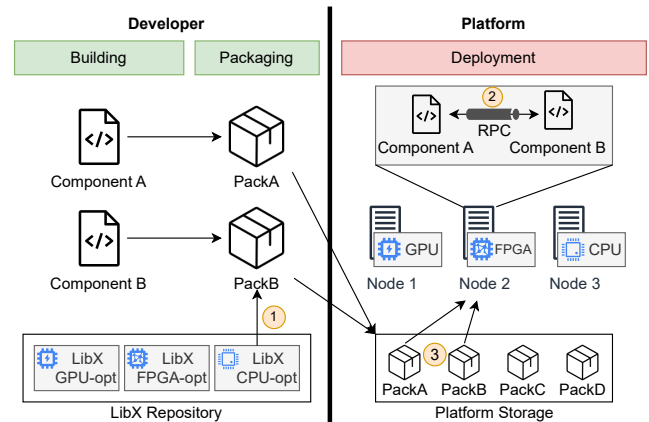 Developer
Building
Packaging
Component A
PackA
Component B
PackB
1
LibX
GPU-opt
LibX
FPGA-opt
LibX
CPU-opt
LibX Repository
Platform
Deployment
2
RPC
Component A
Component B
GPU
FPGA
CPU
Node 1
Node 2
Node 3
3
PackA
PackB
PackC
PackD
Platform Storage